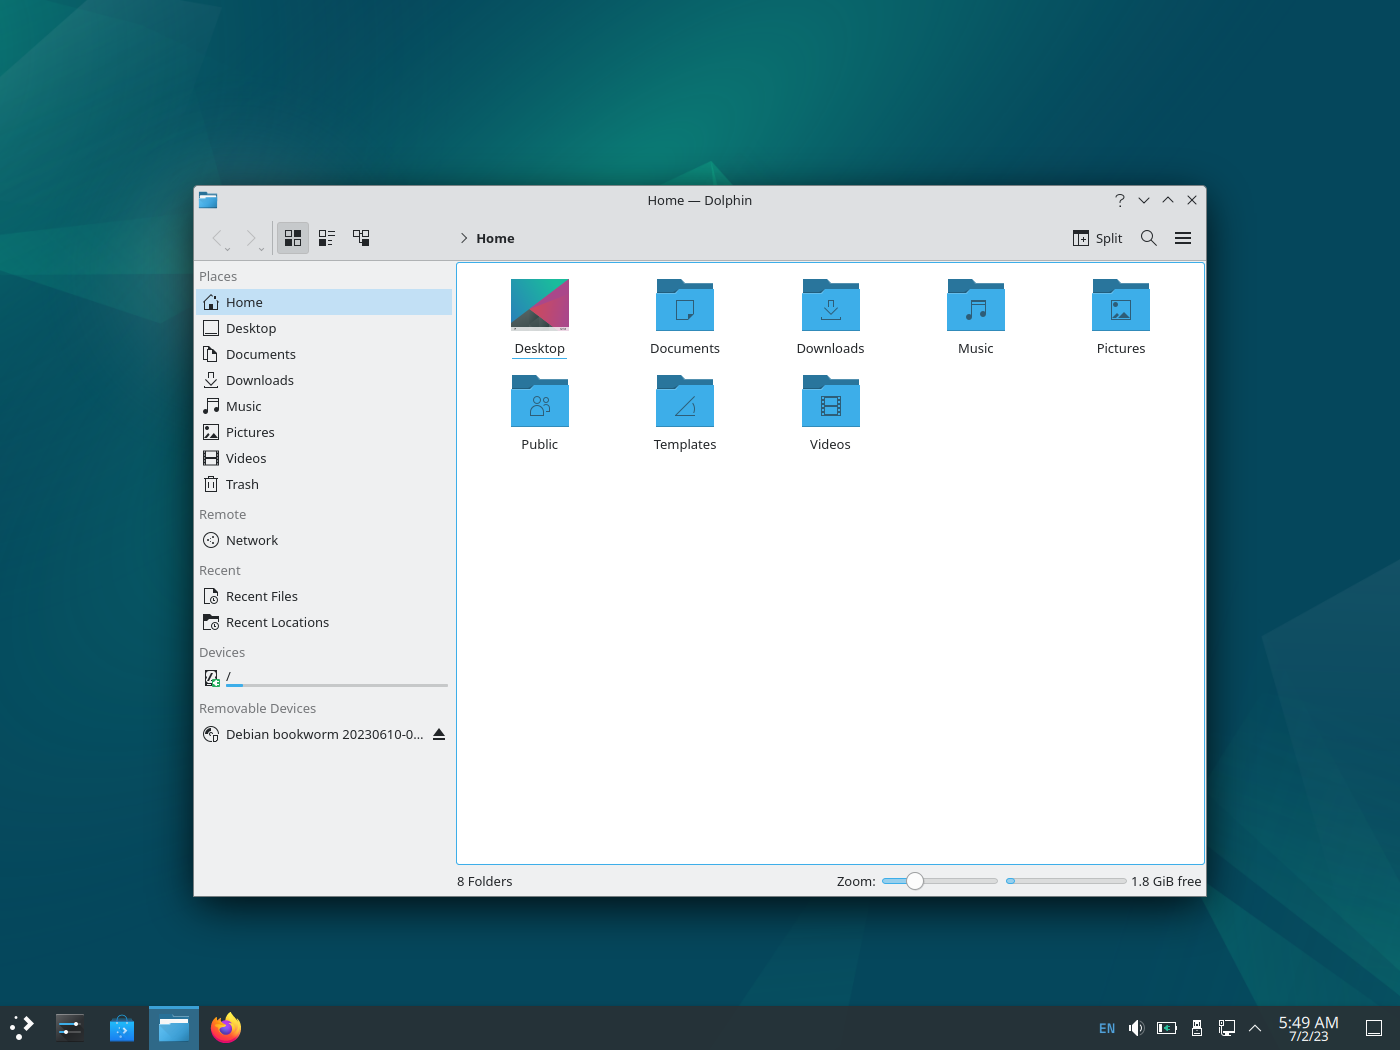 Home — Dolphin
Home
Split
Places
Home
Desktop
Documents
Downloads
Music
Pictures
Videos
Trash
Remote
Network
Recent
Recent Files
Recent Locations
Devices
/
Removable Devices
Debian bookworm 20230610-0...
Desktop
Documents
Downloads
Music
Pictures
Public
Templates
Videos
8 Folders
Zoom:
1.8 GiB free
EN
5:49 AM
7/2/23